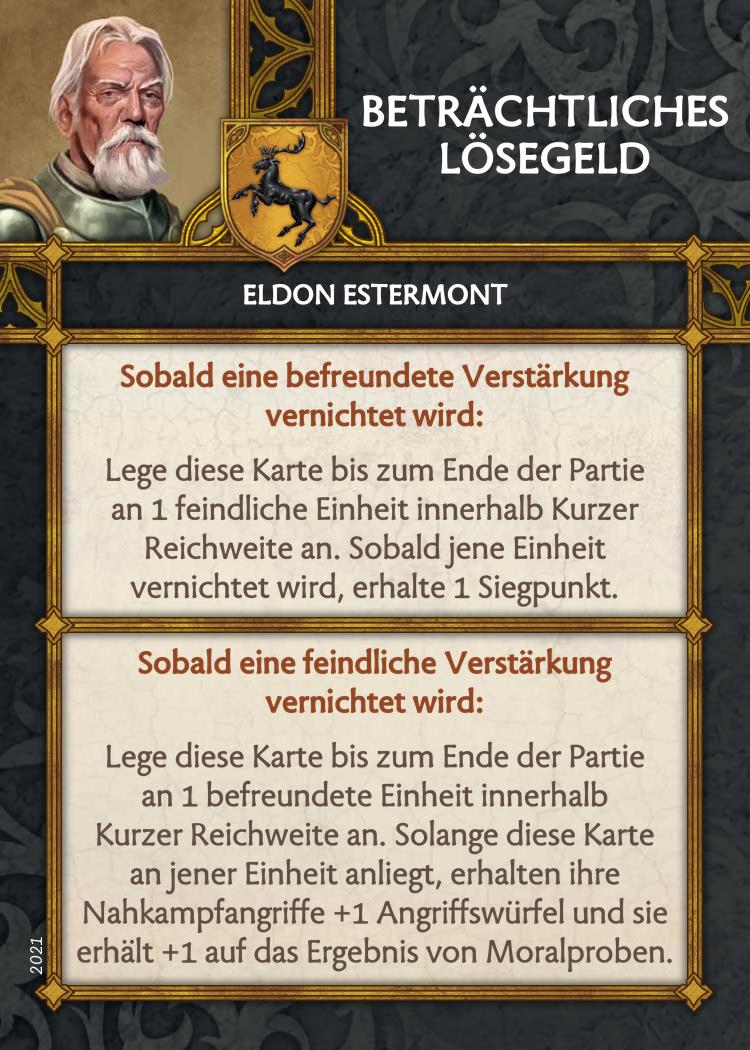 BETRÄCHTLICHES
LÖSEGELD
ELDON ESTERMONT
Sobald eine befreundete Verstärkung
vernichtet wird:
Lege diese Karte bis zum Ende der Partie
an 1 feindliche Einheit innerhalb Kurzer
Reichweite an. Sobald jene Einheit
vernichtet wird, erhalte 1 Siegpunkt.
Sobald eine feindliche Verstärkung
vernichtet wird:
Lege diese Karte bis zum Ende der Partie
an 1 befreundete Einheit innerhalb
Kurzer Reichweite an. Solange diese Karte
an jener Einheit anliegt, erhalten ihre
Nahkampfangriffe +1 Angriffswürfel und sie
erhält +1 auf das Ergebnis von Moralproben.
2021